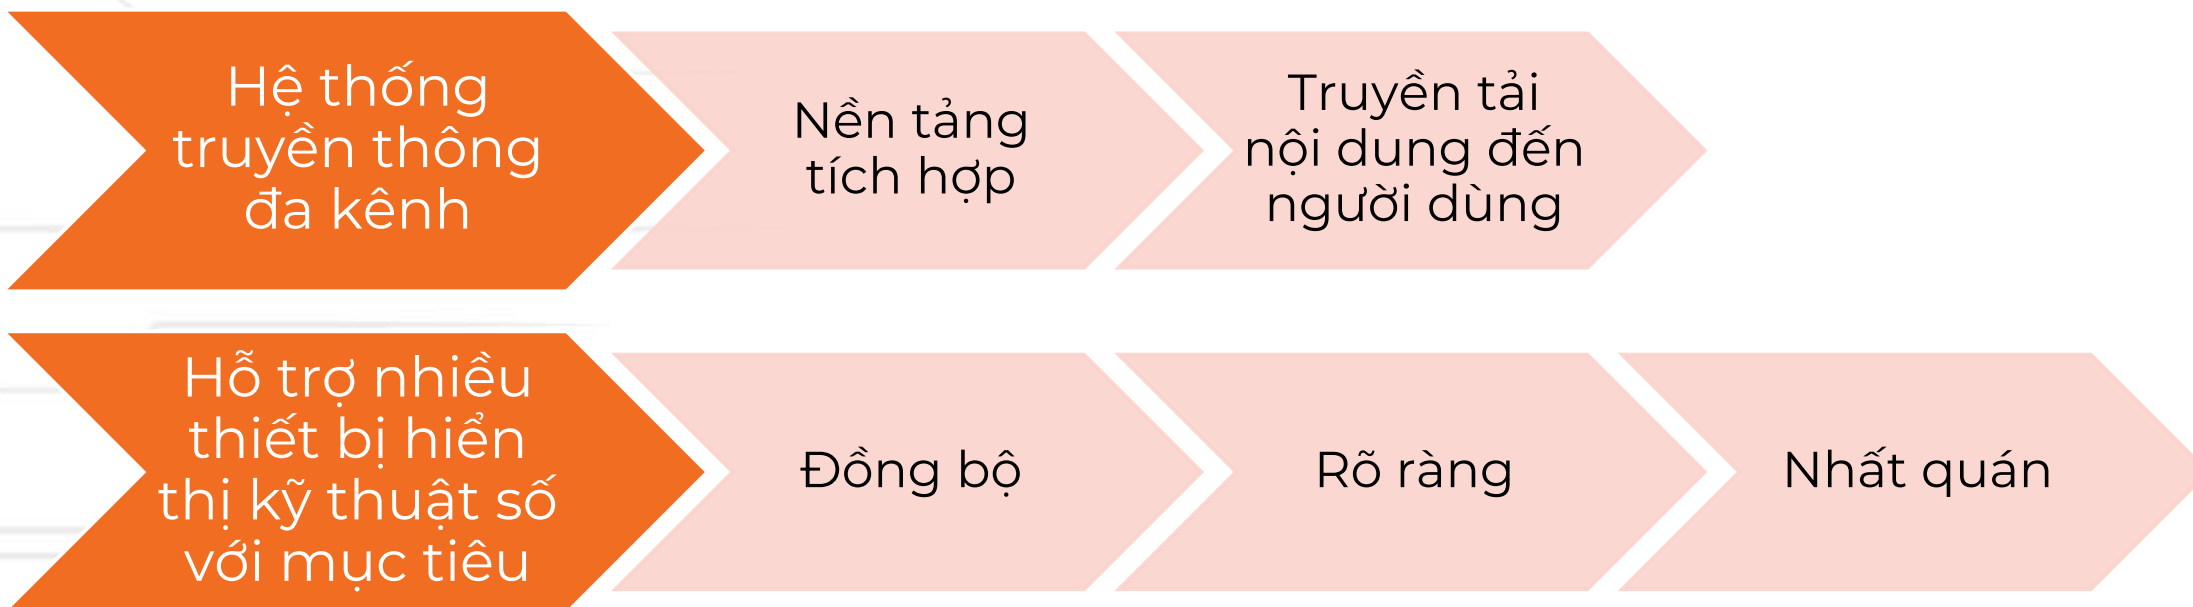 Hệ thống
truyền thông
đa kênh
Nền tảng
tích hợp
Truyền tải
nội dung đến
người dùng
Hỗ trợ nhiều
thiết bị hiển
thị kỹ thuật số
với mục tiêu
Đồng bộ
Rõ ràng
Nhất quán